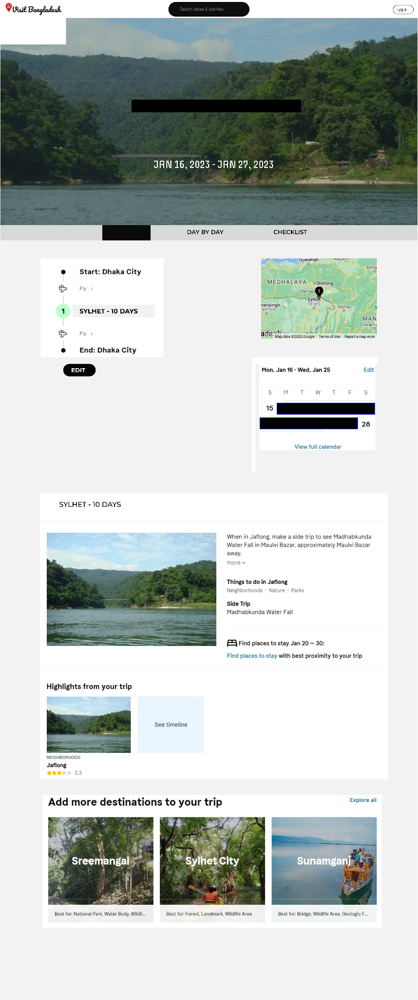 Visit Bangladesh
Search places & activities
Log in
JAN 16, 2023 - JAN 27, 2023
DAY BY DAY
CHECKLIST
Start: Dhaka City
Fly ›
1
SYLHET - 10 DAYS
Fly ›
End: Dhaka City
EDIT
Guwahati
Nagaon
Dima
MEGHALAYA
Shillong
Cherrapu
1
Sylhet
সিলেট
nensingh
মনসিংহ
Silchar
MAN
Churacha
Google
Map data ©2023 Google
Terms of Use
Report a map error
Mon, Jan 16 - Wed, Jan 25
Edit
S M T W T F S
15
28
View full calendar
SYLHET - 10 DAYS
When in Jaflong, make a side trip to see Madhabkunda
Water Fall in Maulvi Bazar, approximately Maulvi Bazar
away.
more
Things to do in Jaflong
Neighborhoods · Nature · Parks
Side Trip
Madhabkunda Water Fall
Find places to stay Jan 20 — 30:
Find places to stay with best proximity to your trip
Highlights from your trip
See timeline
NEIGHBORHOOD
Jaflong
3.3
Add more destinations to your trip
Explore all
Sreemangal
Sylhet City
Sunamganj
Best for: National Park, Water Body, Wildli...
Best for: Forest, Landmark, Wildlife Area
Best for: Bridge, Wildlife Area, Geologic F...